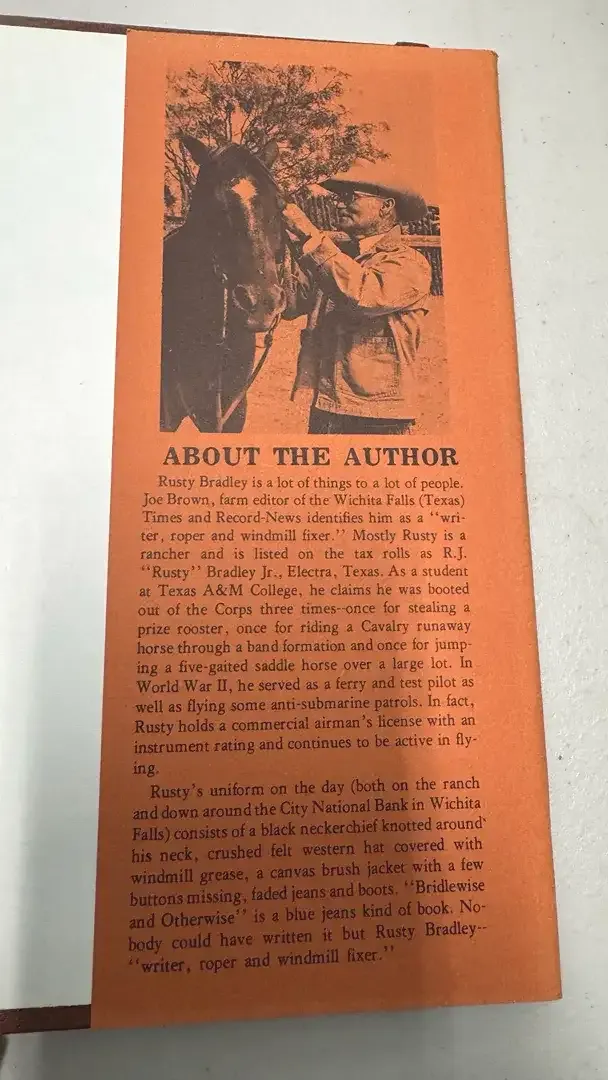 ABOUT THE AUTHOR
Rusty Bradley is a lot of things to a lot of people.
Joe Brown, farm editor of the Wichita Falls (Texas)
Times and Record-News identifies him as a "wri-
ter, roper and windmill fixer." Mostly Rusty is a
rancher and is listed on the tax rolls as R.J.
"Rusty" Bradley Jr., Electra, Texas. As a student
at Texas A&M College, he claims he was booted
out of the Corps three times--once for stealing a
prize rooster, once for riding a Cavalry runaway
horse through a band formation and once for jump-
ing a five-gaited saddle horse over a large lot. In
World War II, he served as a ferry and test pilot as
well as flying some anti-submarine patrols. In fact,
Rusty holds a commercial airman's license with an
instrument rating and continues to be active in fly-
ing.
Rusty's uniform on the day (both on the ranch
and down around the City National Bank in Wichita
Falls) consists of a black neckerchief knotted around
his neck, crushed felt western hat covered with
windmill grease, a canvas brush jacket with a few
buttons missing, faded jeans and boots. "Bridlewise
and Otherwise" is a blue jeans kind of book. No-
body could have written it but Rusty Bradley--
"writer, roper and windmill fixer."